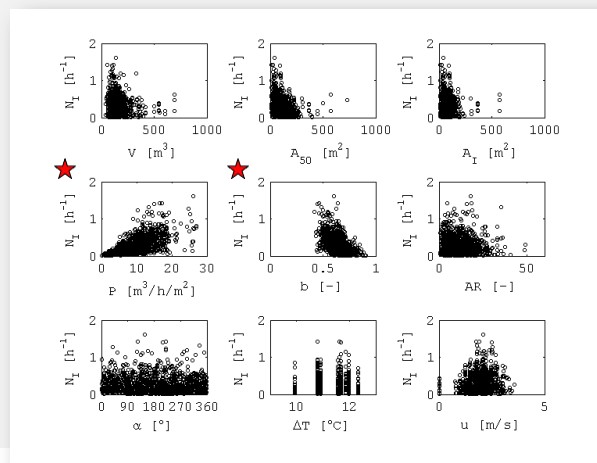 2 2 2
N_I [h^-1] 1 N_I [h^-1] 1 N_I [h^-1] 1
0 0 0
0 500 1000 0 500 1000 0 500 1000
V [m^3] A_50 [m^2] A_I [m^2]
2 2 2
N_I [h^-1] 1 N_I [h^-1] 1 N_I [h^-1] 1
0 0 0
0 10 20 30 0 0.5 1 0 50
P [m^3/h/m^2] b [-] AR [-]
2 2 2
N_I [h^-1] 1 N_I [h^-1] 1 N_I [h^-1] 1
0 0 0
0 90 180 270 360 10 12 0 5
α [°] ΔT [°C] u [m/s]